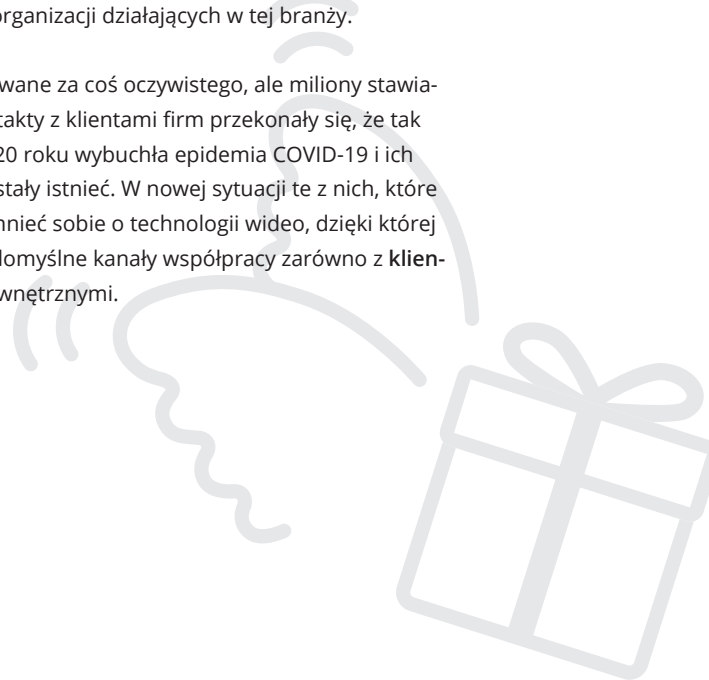 organizacji działających w tej branży.
wane za coś oczywistego, ale miliony stawia-
takty z klientami firm przekonały się, że tak
20 roku wybuchła epidemia COVID-19 i ich
stały istnieć. W nowej sytuacji te z nich, które
nnieć sobie o technologii wideo, dzięki której
domyślne kanały współpracy zarówno z klien-
wnętrznymi.